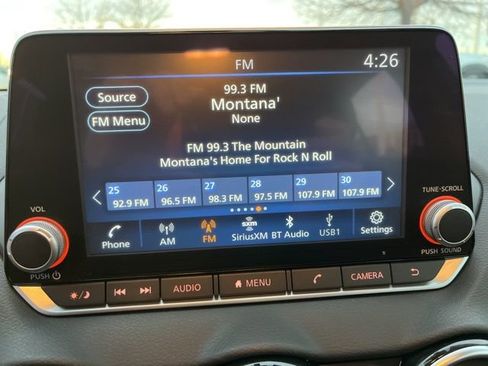 FM
4:26
Source
FM Menu
99.3 FM
Montana'
None
FM 99.3 The Mountain
Montana's Home For Rock N Roll
25 26 27 28 29 30
92.9 FM 96.5 FM 98.3 FM 97.5 FM 107.9 FM 107.9 FM
VOL
TUNE-SCROLL
Phone AM FM SiriusXM BT Audio USB1 Settings
PUSH
PUSH SOUND
AUDIO MENU CAMERA